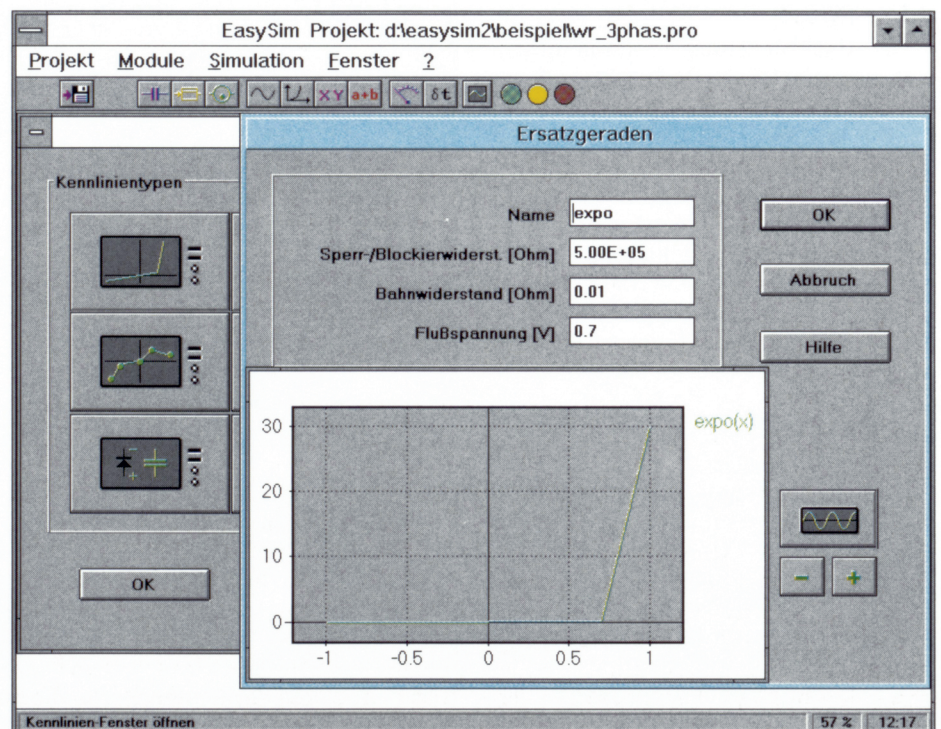 EasySim Projekt: d:\easysim2\beispiel\wr_3phas.pro
Projekt Module Simulation Fenster ?
XY a+b δt
Ersatzgeraden
Kennlinientypen
Name expo
Sperr-/Blockierwiderst. [Ohm] 5.00E+05
Bahnwiderstand [Ohm] 0.01
Flußspannung [V] 0.7
OK
Abbruch
Hilfe
expo(x)
30
20
10
0
-1 -0.5 0 0.5 1
- +
OK
Kennlinien-Fenster öffnen 57 % 12:17